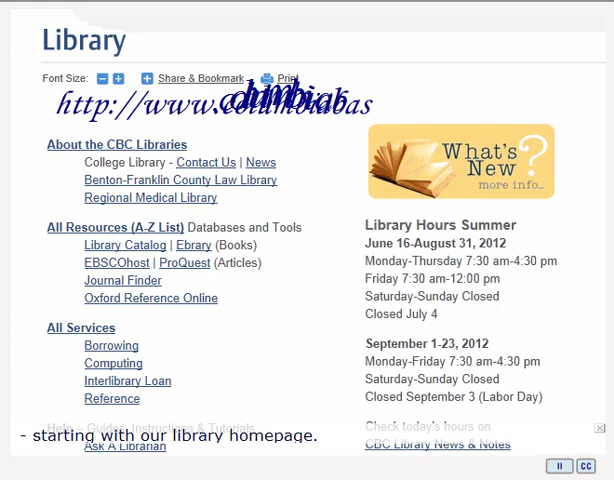 Library
Font Size: Share & Bookmark Print
http://www.
About the CBC Libraries
College Library - Contact Us | News
Benton-Franklin County Law Library
Regional Medical Library
What's New ?
more info...
All Resources (A-Z List) Databases and Tools
Library Catalog | Ebrary (Books)
EBSCOhost | ProQuest (Articles)
Journal Finder
Oxford Reference Online
All Services
Borrowing
Computing
Interlibrary Loan
Reference
Library Hours Summer
June 16-August 31, 2012
Monday-Thursday 7:30 am-4:30 pm
Friday 7:30 am-12:00 pm
Saturday-Sunday Closed
Closed July 4
September 1-23, 2012
Monday-Friday 7:30 am-4:30 pm
Saturday-Sunday Closed
Closed September 3 (Labor Day)
Help – Guides, Instructions & Tutorials
Ask A Librarian
Check today's hours on
CBC Library News & Notes
- starting with our library homepage.
CC